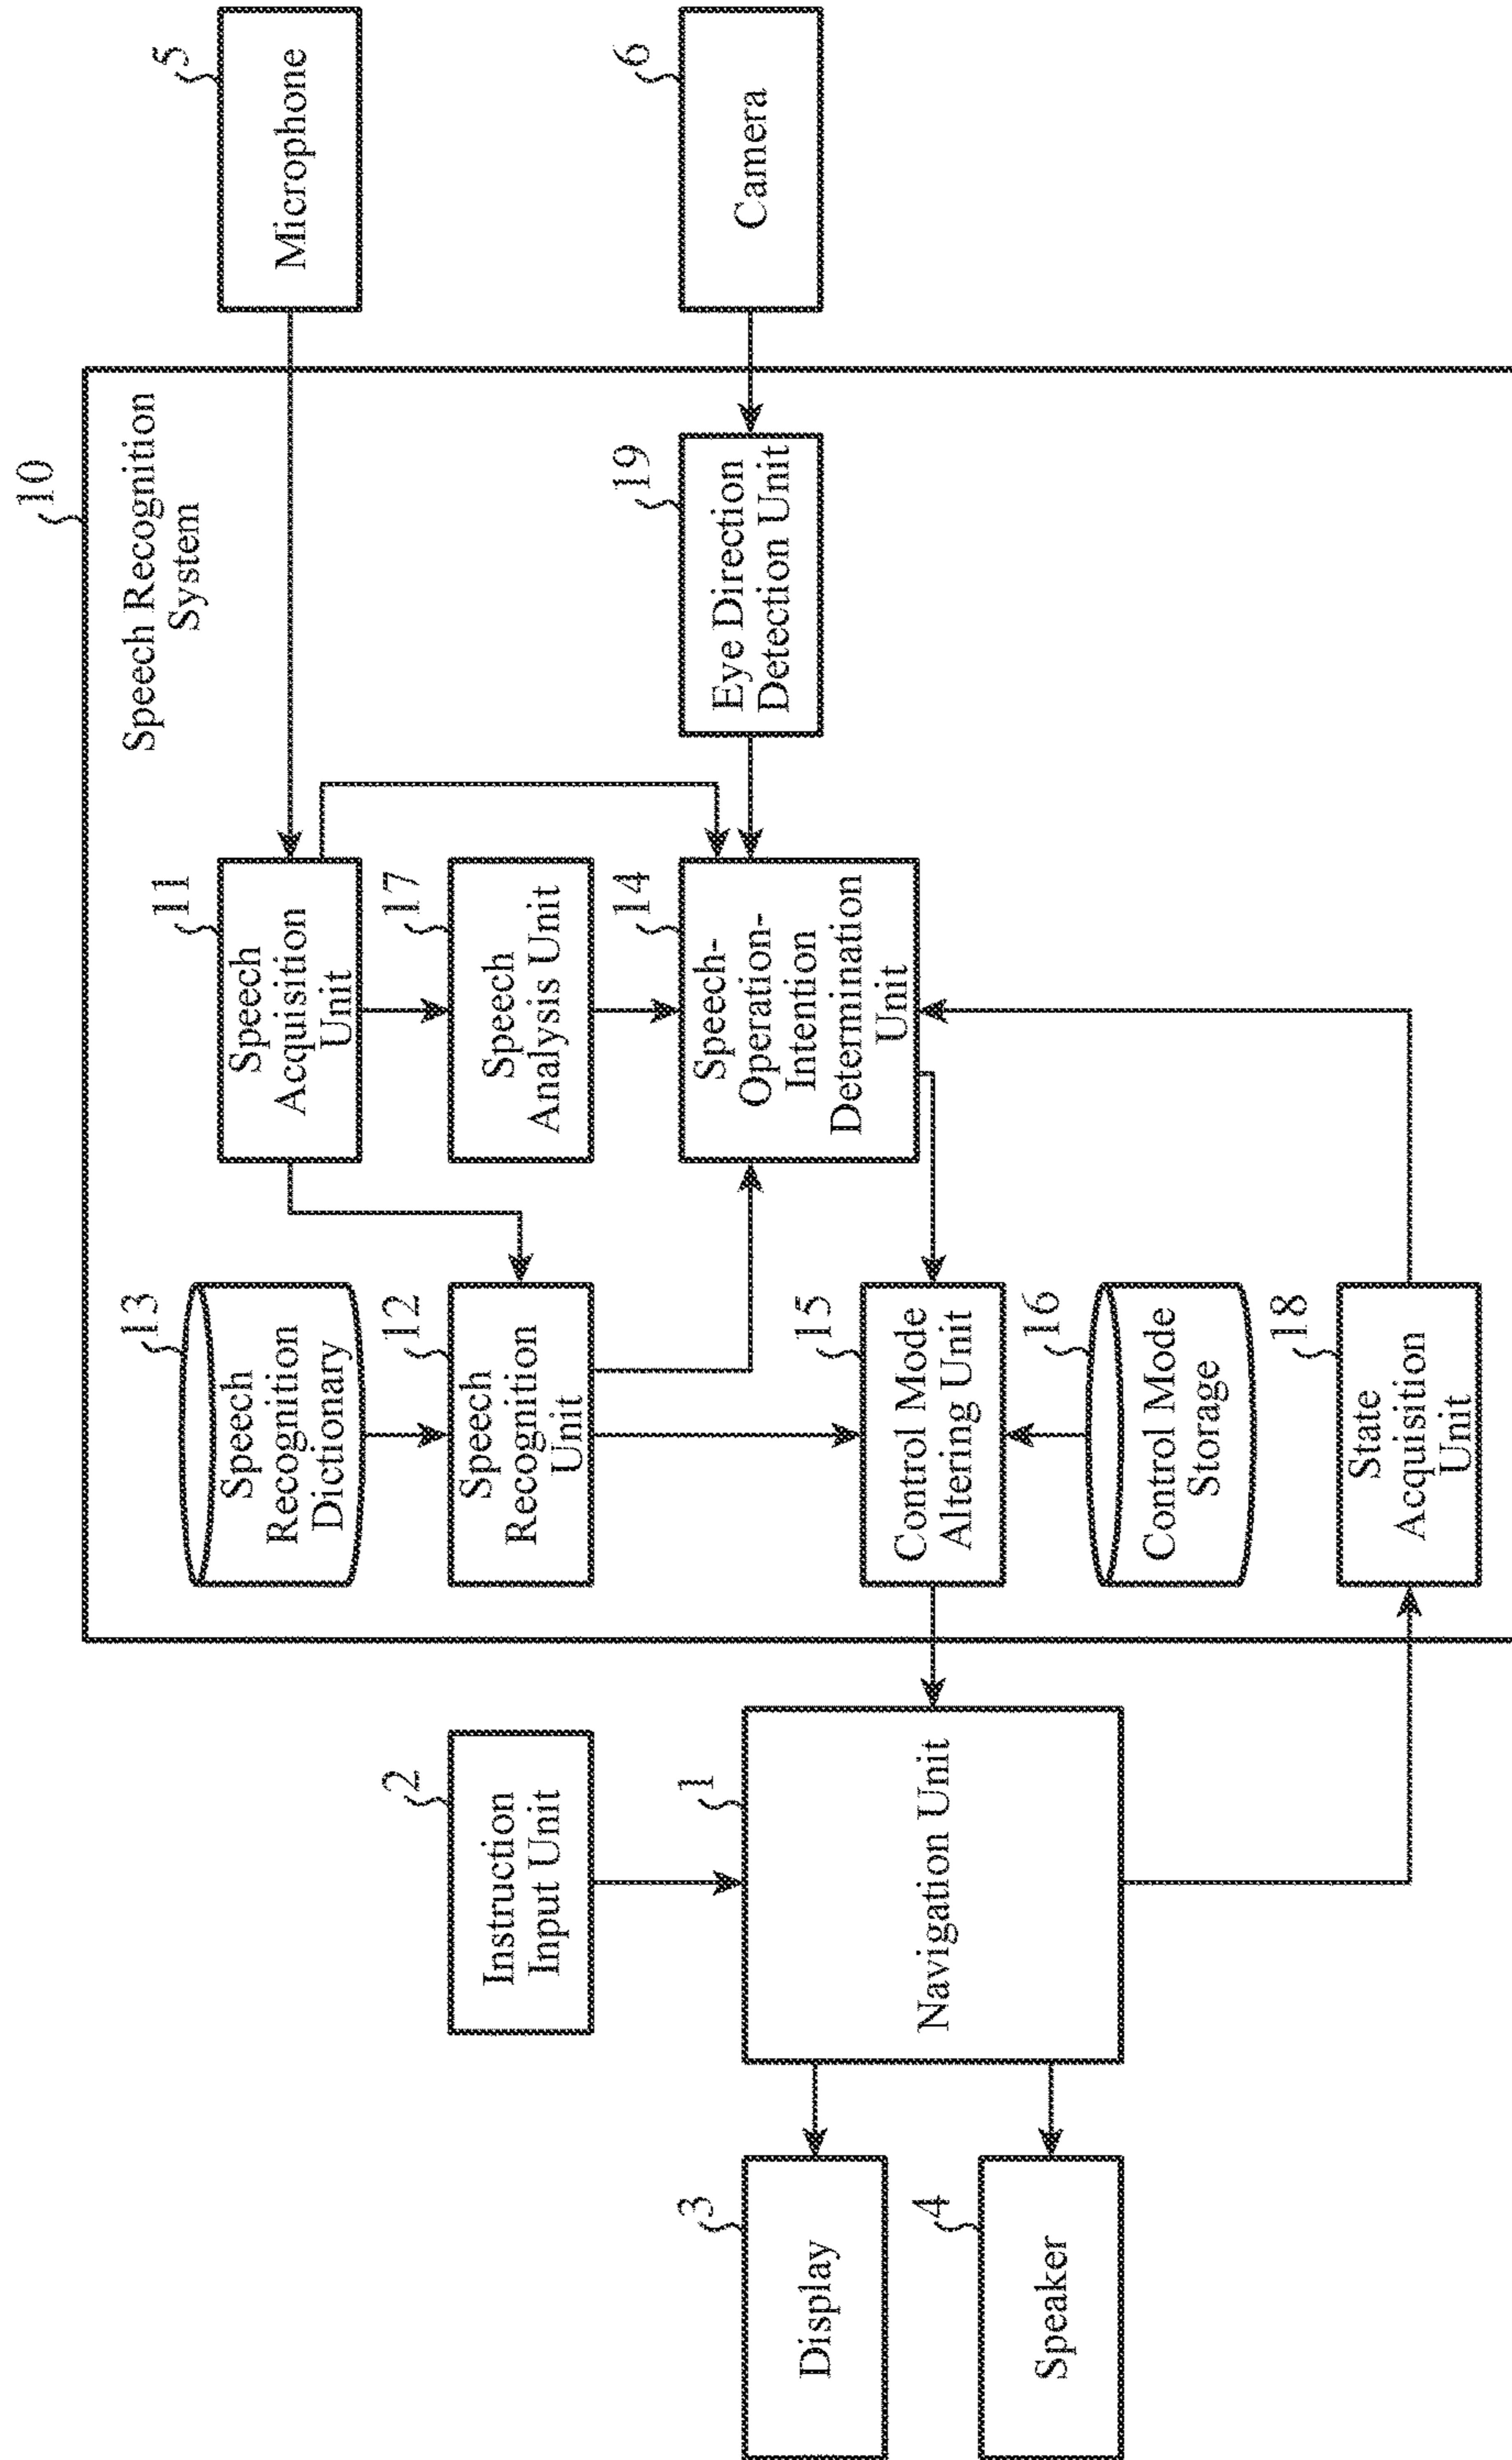 10
Speech Recognition
System
13
Speech
Recognition
Dictionary
11
Speech
Acquisition
Unit
5
Microphone
2
Instruction
Input Unit
12
Speech
Recognition
Unit
17
Speech
Analysis Unit
3
Display
1
Navigation Unit
14
Speech-
Operation-
Intention
Determination
Unit
19
Eye Direction
Detection Unit
6
Camera
15
Control Mode
Altering Unit
4
Speaker
16
Control Mode
Storage
18
State
Acquisition
Unit